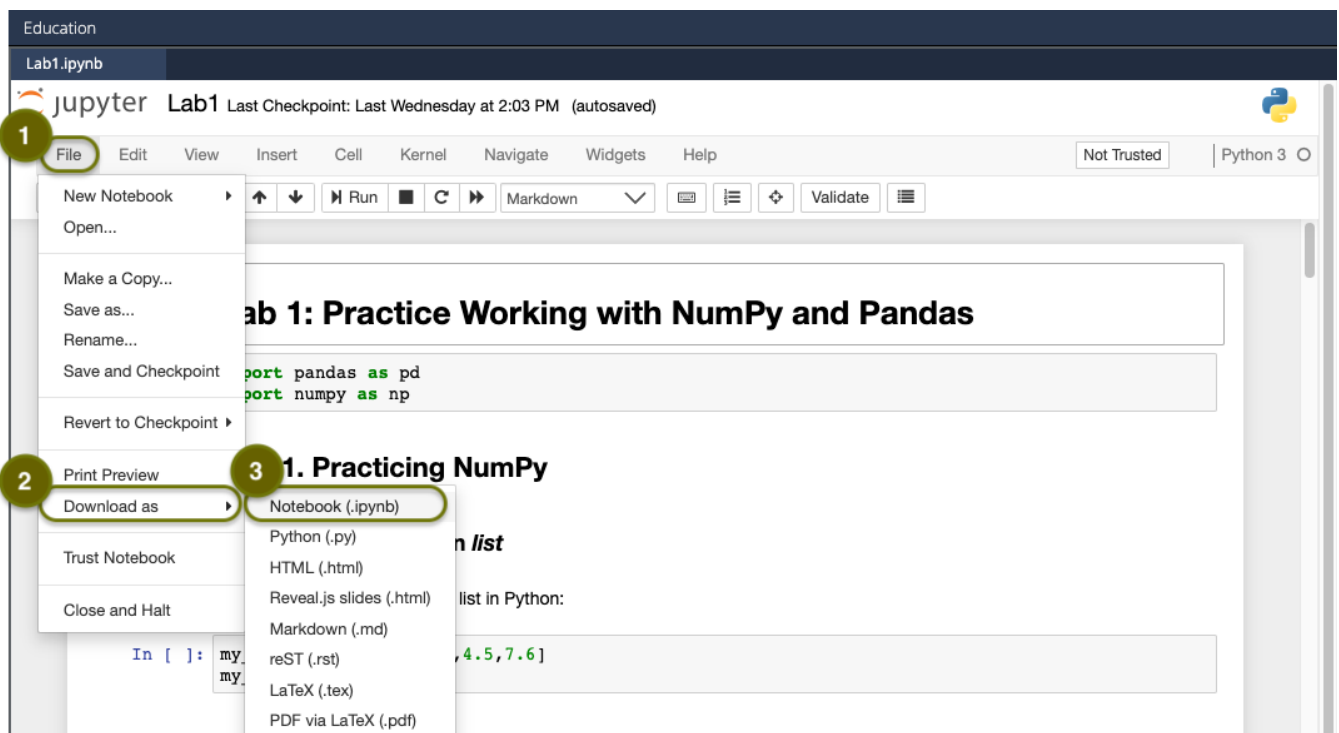 Education
Lab1.ipynb
jupyter Lab1 Last Checkpoint: Last Wednesday at 2:03 PM (autosaved)
1
File Edit View Insert Cell Kernel Navigate Widgets Help Not Trusted Python 3
Run Markdown Validate
New Notebook
Open...
Make a Copy...
Save as...
Rename...
Save and Checkpoint
Revert to Checkpoint
Print Preview
2
Download as
Trust Notebook
Close and Halt
3
Notebook (.ipynb)
Python (.py)
HTML (.html)
Reveal.js slides (.html)
Markdown (.md)
reST (.rst)
LaTeX (.tex)
PDF via LaTeX (.pdf)
ab 1: Practice Working with NumPy and Pandas
port pandas as pd
port numpy as np
1. Practicing NumPy
n list
list in Python:
In [ ]: my_ ,4.5,7.6]
my_